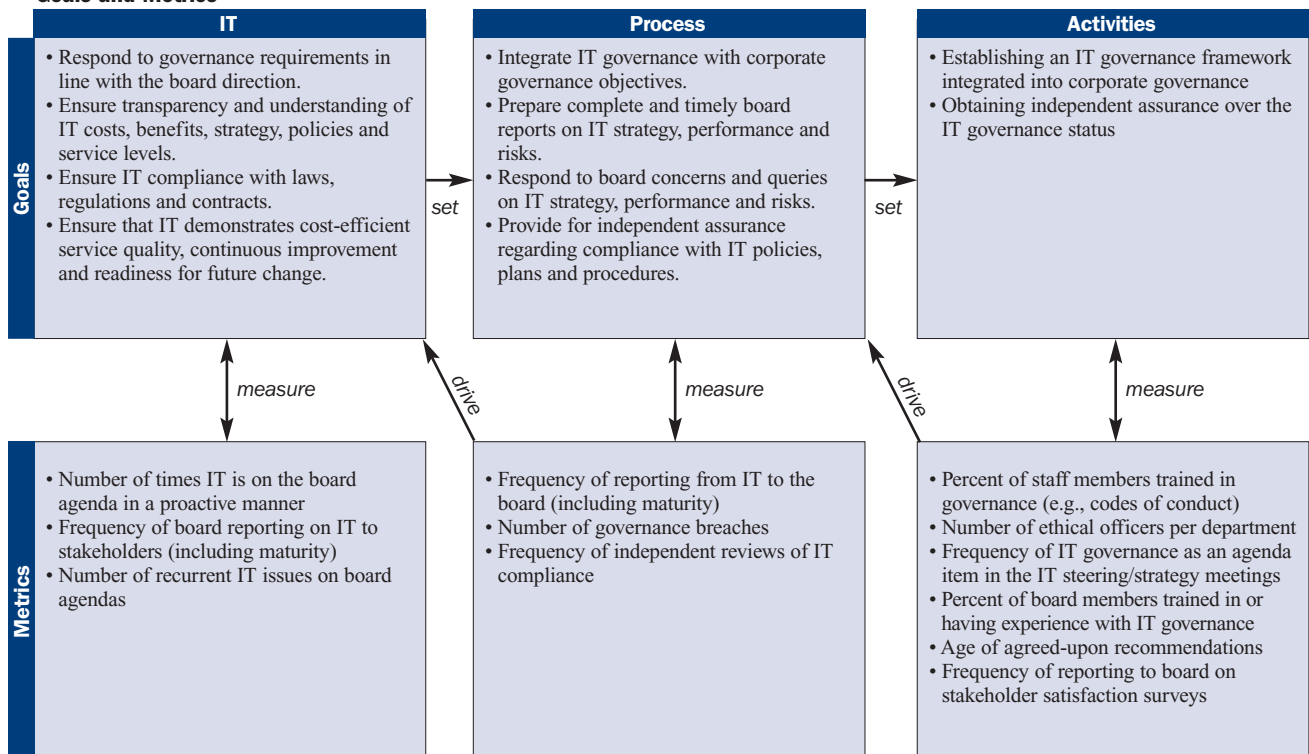 Goals and Metrics
IT
Process
Activities
Goals
• Respond to governance requirements in
line with the board direction.
• Ensure transparency and understanding of
IT costs, benefits, strategy, policies and
service levels.
• Ensure IT compliance with laws,
regulations and contracts.
• Ensure that IT demonstrates cost-efficient
service quality, continuous improvement
and readiness for future change.
set
• Integrate IT governance with corporate
governance objectives.
• Prepare complete and timely board
reports on IT strategy, performance and
risks.
• Respond to board concerns and queries
on IT strategy, performance and risks.
• Provide for independent assurance
regarding compliance with IT policies,
plans and procedures.
set
• Establishing an IT governance framework
integrated into corporate governance
• Obtaining independent assurance over the
IT governance status
measure
drive
measure
drive
measure
Metrics
• Number of times IT is on the board
agenda in a proactive manner
• Frequency of board reporting on IT to
stakeholders (including maturity)
• Number of recurrent IT issues on board
agendas
• Frequency of reporting from IT to the
board (including maturity)
• Number of governance breaches
• Frequency of independent reviews of IT
compliance
• Percent of staff members trained in
governance (e.g., codes of conduct)
• Number of ethical officers per department
• Frequency of IT governance as an agenda
item in the IT steering/strategy meetings
• Percent of board members trained in or
having experience with IT governance
• Age of agreed-upon recommendations
• Frequency of reporting to board on
stakeholder satisfaction surveys